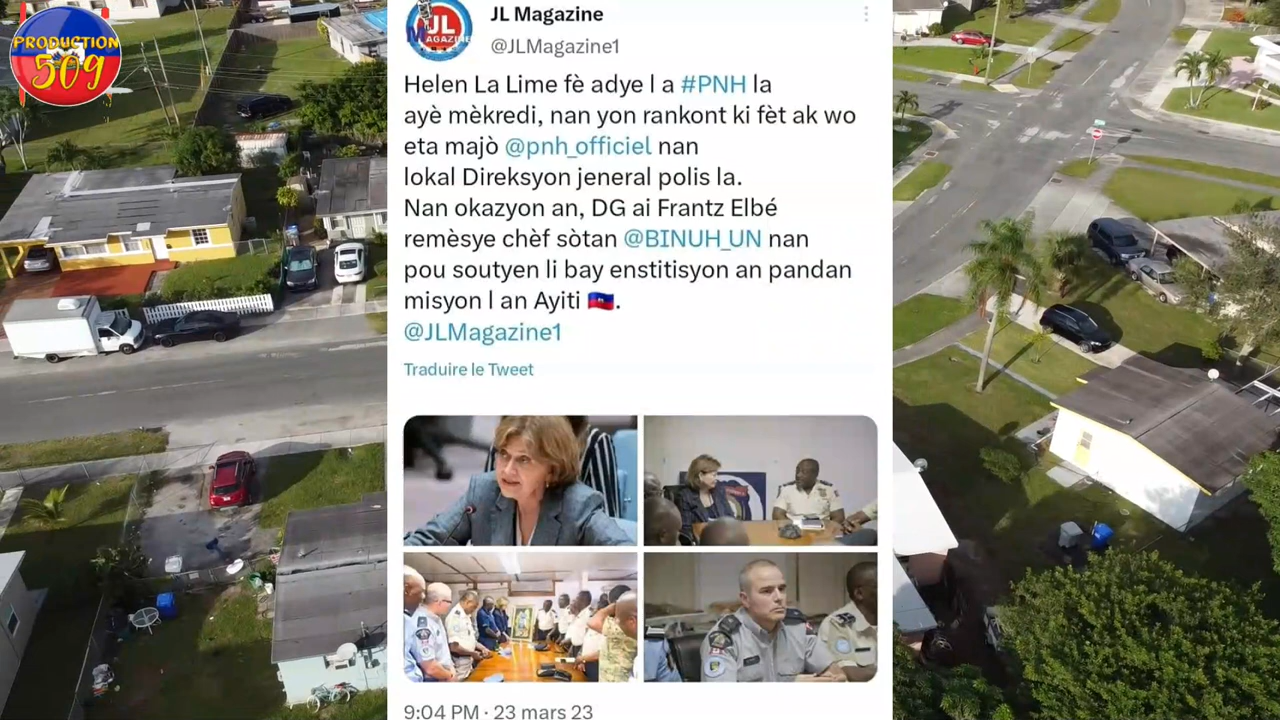 PRODUCTION
509
JL
MAGAZINE
JL Magazine
@JLMagazine1
Helen La Lime fè adye l a #PNH la
ayè mèkredi, nan yon rankont ki fèt ak wo
eta majò @pnh_officiel nan
lokal Direksyon jeneral polis la.
Nan okazyon an, DG ai Frantz Elbé
remèsye chèf sòtan @BINUH_UN nan
pou soutyen li bay enstitisyon an pandan
misyon l an Ayiti 🇭🇹.
@JLMagazine1
Traduire le Tweet
9:04 PM · 23 mars 23